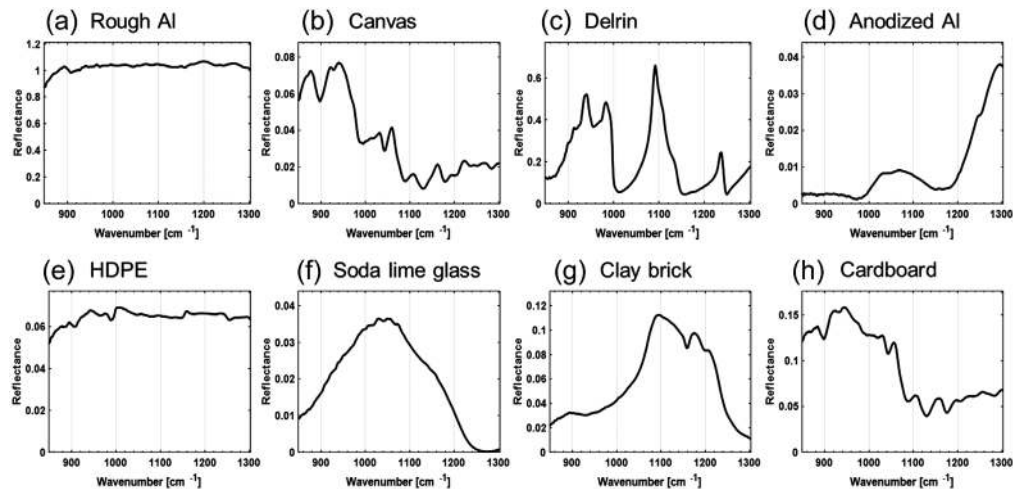 (a) Rough Al
(b) Canvas
(c) Delrin
(d) Anodized Al
1.2
1
0.8
0.6
0.4
0.2
0
Reflectance
900 1000 1100 1200 1300
Wavenumber [cm⁻¹]
0.08
0.06
0.04
0.02
0
Reflectance
900 1000 1100 1200 1300
Wavenumber [cm⁻¹]
0.6
0.4
0.2
0
Reflectance
900 1000 1100 1200 1300
Wavenumber [cm⁻¹]
0.04
0.03
0.02
0.01
0
Reflectance
900 1000 1100 1200 1300
Wavenumber [cm⁻¹]
(e) HDPE
(f) Soda lime glass
(g) Clay brick
(h) Cardboard
0.06
0.04
0.02
0
Reflectance
900 1000 1100 1200 1300
Wavenumber [cm⁻¹]
0.04
0.03
0.02
0.01
0
Reflectance
900 1000 1100 1200 1300
Wavenumber [cm⁻¹]
0.12
0.1
0.08
0.06
0.04
0.02
0
Reflectance
900 1000 1100 1200 1300
Wavenumber [cm⁻¹]
0.15
0.1
0.05
0
Reflectance
900 1000 1100 1200 1300
Wavenumber [cm⁻¹]